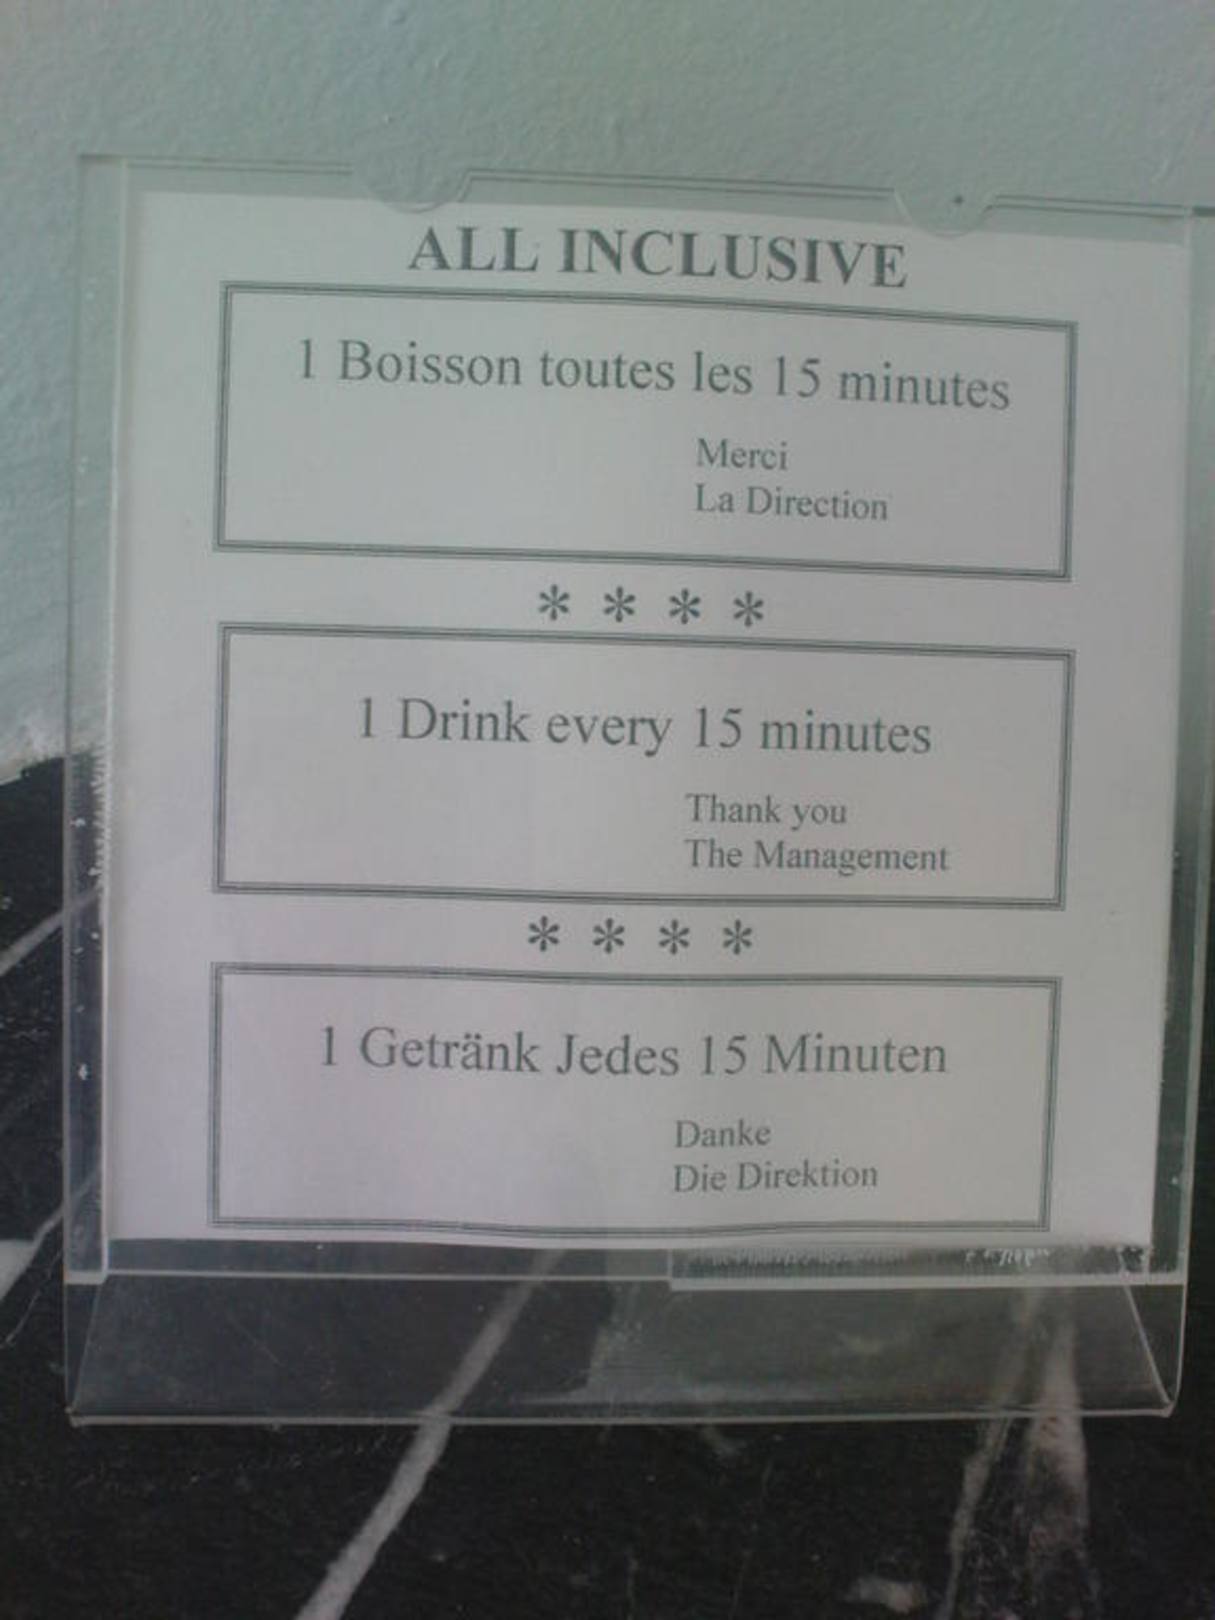 ALL INCLUSIVE
1 Boisson toutes les 15 minutes
Merci
La Direction
* * * *
1 Drink every 15 minutes
Thank you
The Management
* * * *
1 Getränk Jedes 15 Minuten
Danke
Die Direktion